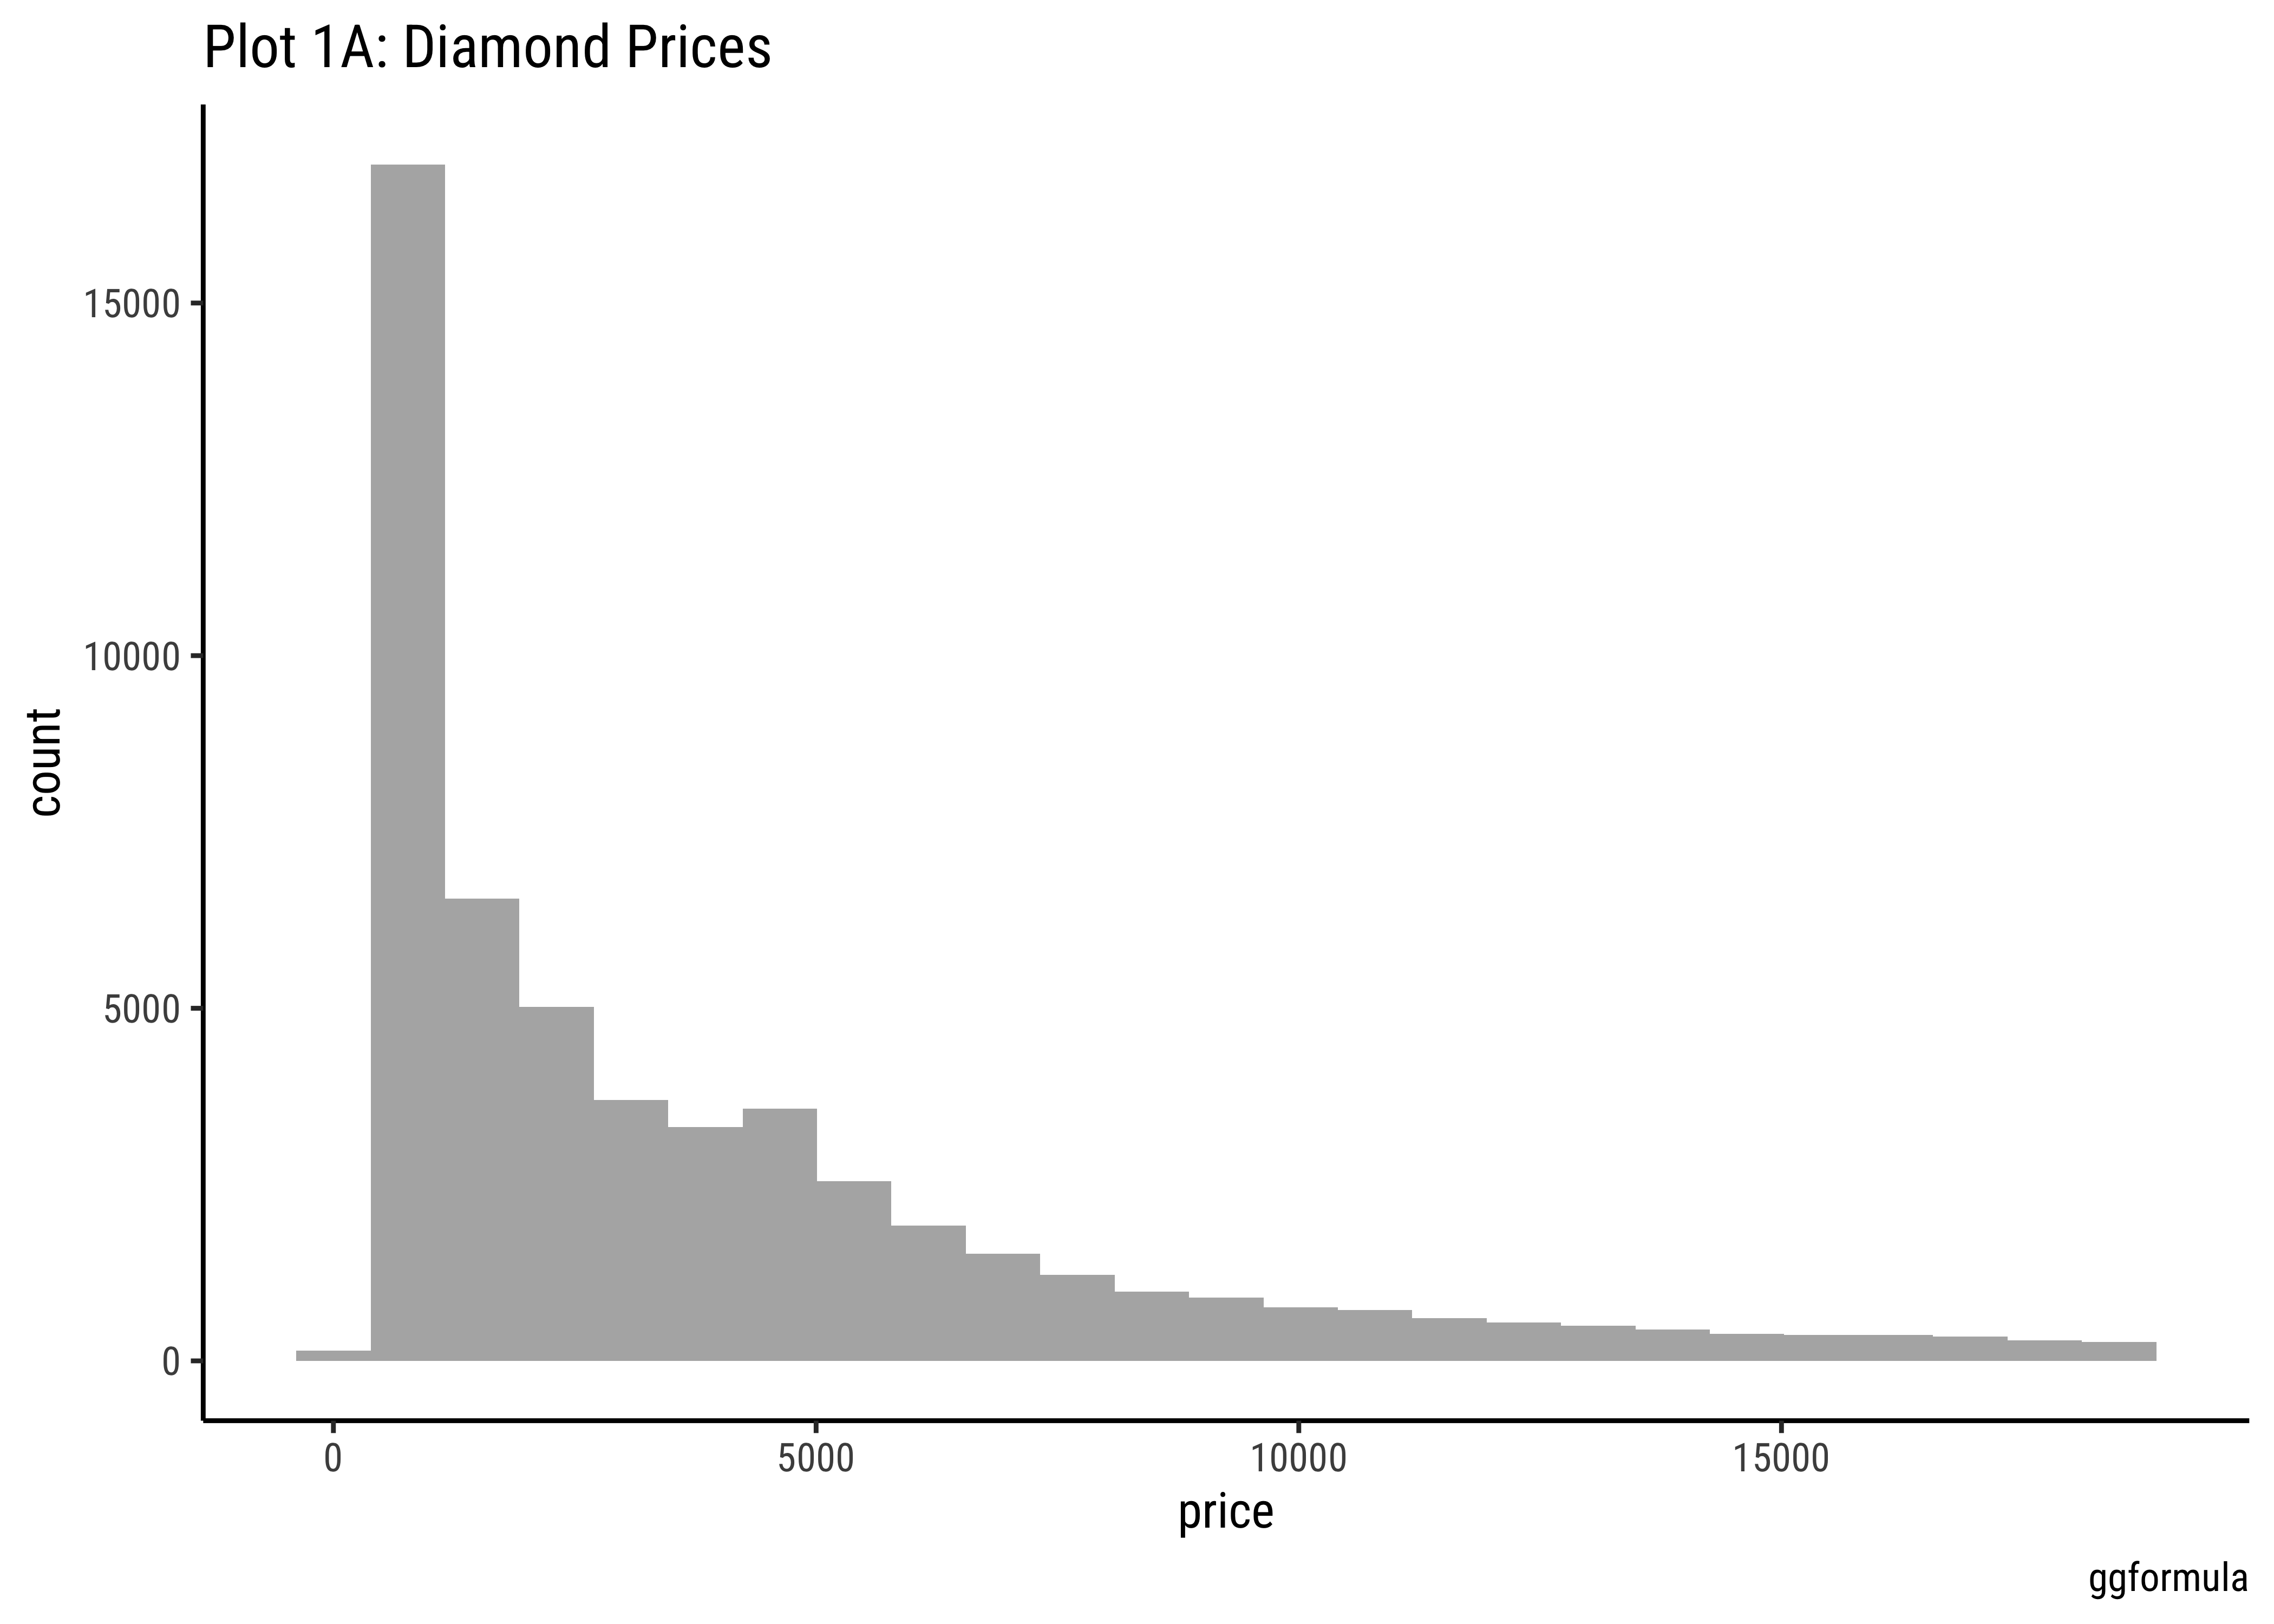 Plot 1A: Diamond Prices
count
15000
10000
5000
0
0 5000 10000 15000
price
ggformula